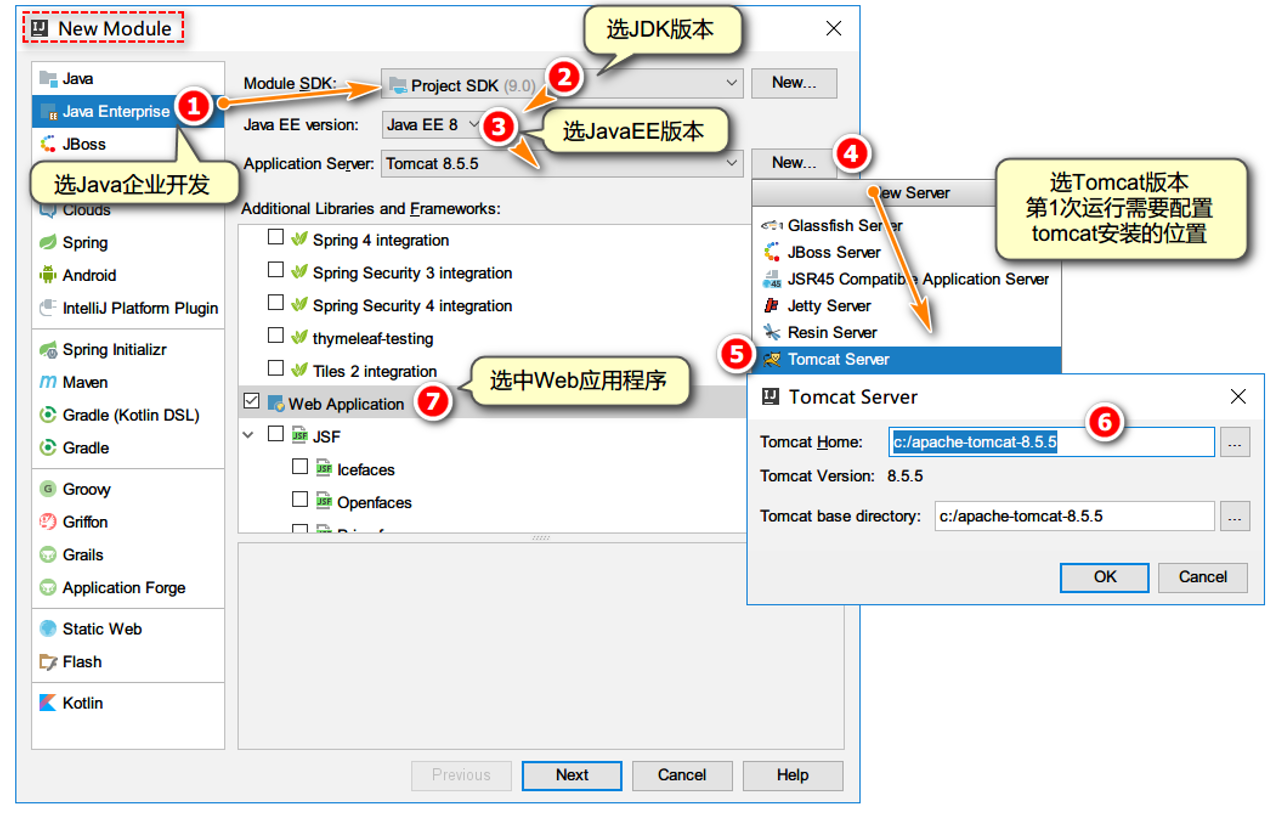 New Module
选JDK版本
Java
Module SDK:
Project SDK (9.0)
2
New...
Java Enterprise
1
Java EE version:
Java EE 8
3
选JavaEE版本
JBoss
Application Server:
Tomcat 8.5.5
New...
4
选Java企业开发
选Tomcat版本
第1次运行需要配置
tomcat安装的位置
New Server
Clouds
Additional Libraries and Frameworks:
Glassfish Server
JBoss Server
JSR45 Compatible Application Server
Jetty Server
Resin Server
5
Tomcat Server
Spring
Android
IntelliJ Platform Plugin
Spring Initializr
Maven
Gradle (Kotlin DSL)
Gradle
Groovy
Griffon
Grails
Application Forge
Static Web
Flash
Kotlin
Spring 4 integration
Spring Security 3 integration
Spring Security 4 integration
thymeleaf-testing
Tiles 2 integration
选中Web应用程序
Web Application
7
JSF
Icefaces
Openfaces
Tomcat Server
6
Tomcat Home:
c:/apache-tomcat-8.5.5
...
Tomcat Version:
8.5.5
Tomcat base directory:
c:/apache-tomcat-8.5.5
...
OK
Cancel
Previous
Next
Cancel
Help